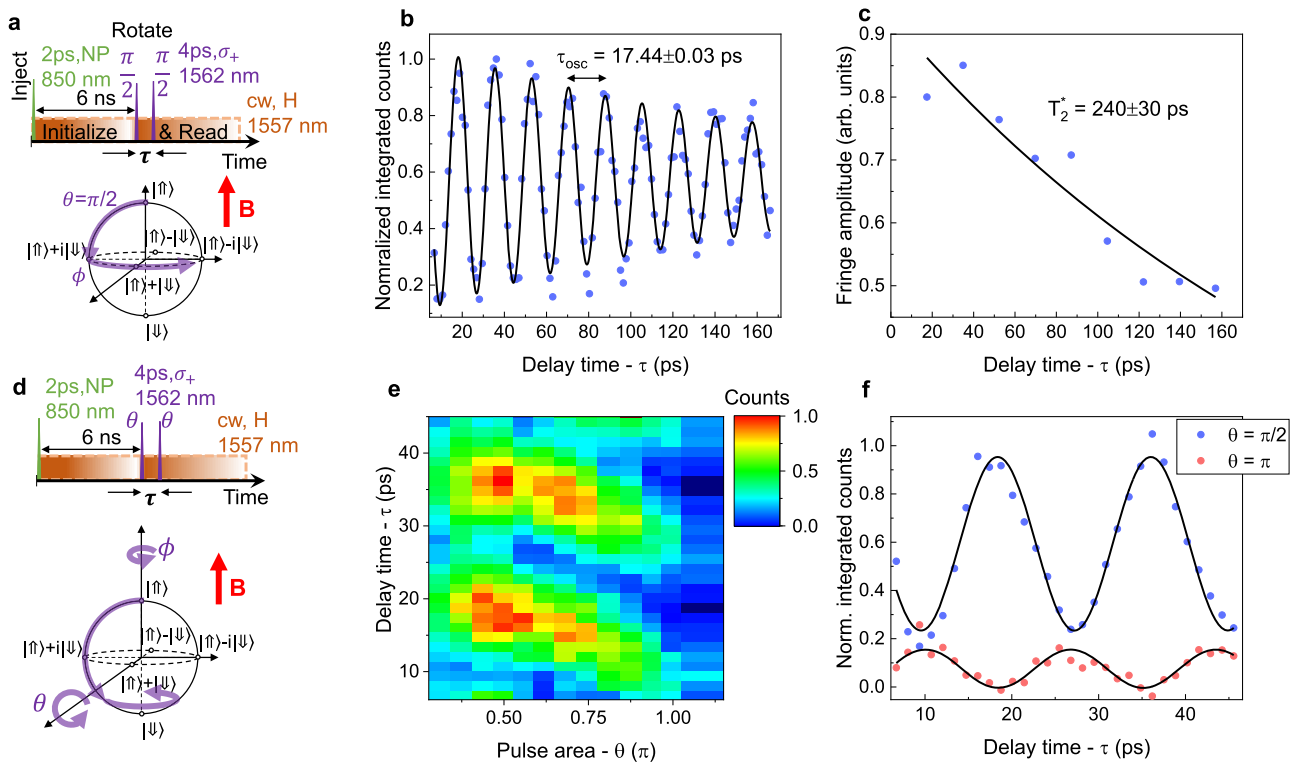 a
Rotate
Inject
2ps,NP
850 nm
π/2
π/2
4ps,σ+
1562 nm
6 ns
cw, H
1557 nm
Initialize
& Read
τ
Time
θ=π/2
|⇑⟩
B
|⇑⟩+i|⇓⟩
|⇑⟩-|⇓⟩
|⇑⟩-i|⇓⟩
ϕ
|⇑⟩+|⇓⟩
|⇓⟩
b
Nomralized integrated counts
1.0
0.8
0.6
0.4
0.2
τosc = 17.44±0.03 ps
20 40 60 80 100 120 140 160
Delay time - τ (ps)
c
Fringe amplitude (arb. units)
0.9
0.8
0.7
0.6
0.5
T2* = 240±30 ps
0 20 40 60 80 100 120 140 160
Delay time - τ (ps)
d
2ps,NP
850 nm
4ps,σ+
1562 nm
θ
θ
cw, H
1557 nm
6 ns
τ
Time
ϕ
B
|⇑⟩
|⇑⟩-|⇓⟩
|⇑⟩+i|⇓⟩
|⇑⟩-i|⇓⟩
|⇑⟩+|⇓⟩
θ
|⇓⟩
e
Counts
1.0
0.5
0.0
Delay time - τ (ps)
40
30
20
10
0.50 0.75 1.00
Pulse area - θ (π)
f
θ = π/2
θ = π
Norm. integrated counts
1.0
0.8
0.6
0.4
0.2
0.0
10 20 30 40
Delay time - τ (ps)